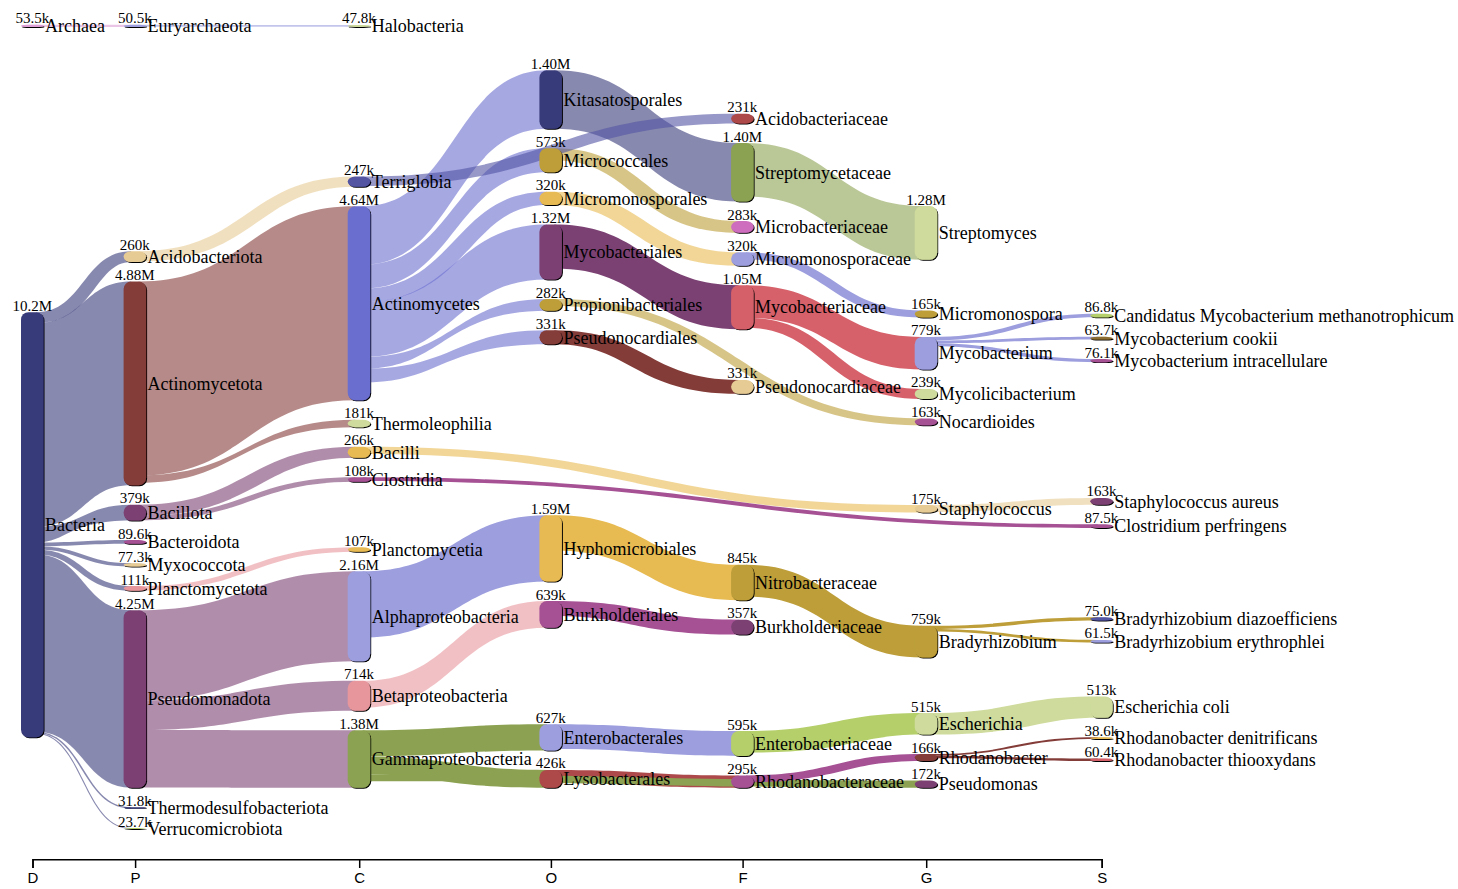 53.5k
Archaea
50.5k
Euryarchaeota
47.8k
Halobacteria
10.2M
Bacteria
260k
Acidobacteriota
4.88M
Actinomycetota
379k
Bacillota
89.6k
Bacteroidota
77.3k
Myxococcota
111k
Planctomycetota
4.25M
Pseudomonadota
31.8k
Thermodesulfobacteriota
23.7k
Verrucomicrobiota
247k
Terriglobia
4.64M
Actinomycetes
181k
Thermoleophilia
266k
Bacilli
108k
Clostridia
107k
Planctomycetia
2.16M
Alphaproteobacteria
714k
Betaproteobacteria
1.38M
Gammaproteobacteria
1.40M
Kitasatosporales
573k
Micrococcales
320k
Micromonosporales
1.32M
Mycobacteriales
282k
Propionibacteriales
331k
Pseudonocardiales
1.59M
Hyphomicrobiales
639k
Burkholderiales
627k
Enterobacterales
426k
Lysobacterales
231k
Acidobacteriaceae
1.40M
Streptomycetaceae
283k
Microbacteriaceae
320k
Micromonosporaceae
1.05M
Mycobacteriaceae
331k
Pseudonocardiaceae
845k
Nitrobacteraceae
357k
Burkholderiaceae
595k
Enterobacteriaceae
295k
Rhodanobacteraceae
1.28M
Streptomyces
165k
Micromonospora
779k
Mycobacterium
239k
Mycolicibacterium
163k
Nocardioides
175k
Staphylococcus
759k
Bradyrhizobium
515k
Escherichia
166k
Rhodanobacter
172k
Pseudomonas
86.8k
Candidatus Mycobacterium methanotrophicum
63.7k
Mycobacterium cookii
76.1k
Mycobacterium intracellulare
163k
Staphylococcus aureus
87.5k
Clostridium perfringens
75.0k
Bradyrhizobium diazoefficiens
61.5k
Bradyrhizobium erythrophlei
513k
Escherichia coli
38.6k
Rhodanobacter denitrificans
60.4k
Rhodanobacter thiooxydans
D P C O F G S